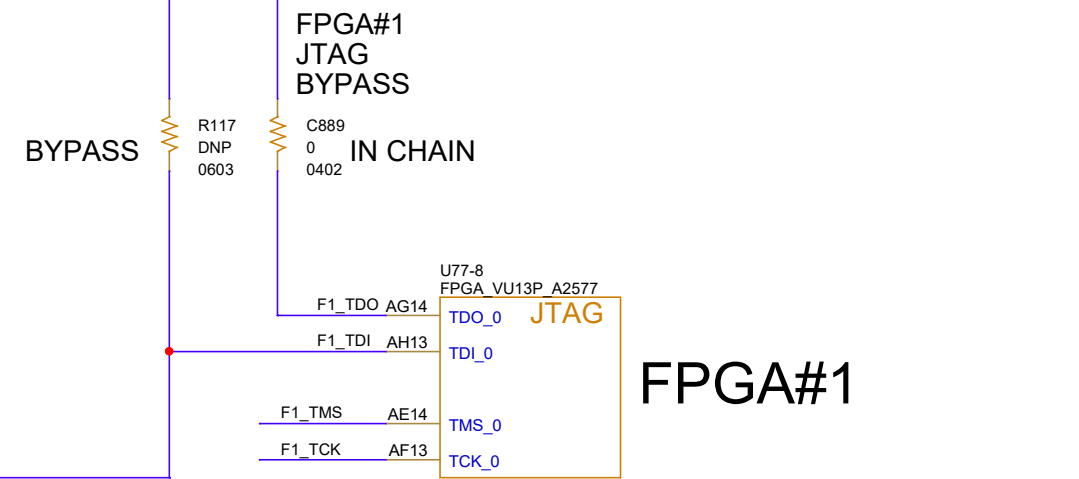 FPGA#1
JTAG
BYPASS
BYPASS
R117
DNP
0603
C889
0
0402
IN CHAIN
U77-8
FPGA_VU13P_A2577
JTAG
F1_TDO AG14 TDO_0
F1_TDI AH13 TDI_0
FPGA#1
F1_TMS AE14 TMS_0
F1_TCK AF13 TCK_0